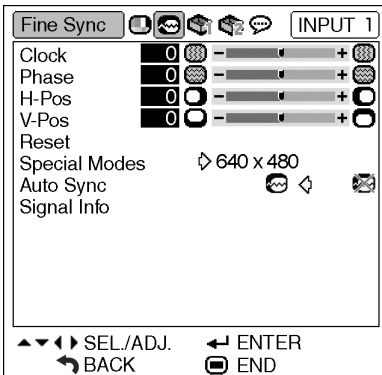 Fine Sync INPUT 1
Clock 0 - +
Phase 0 - +
H-Pos 0 - +
V-Pos 0 - +
Reset
Special Modes 640 x 480
Auto Sync
Signal Info
SEL./ADJ. ENTER
BACK END